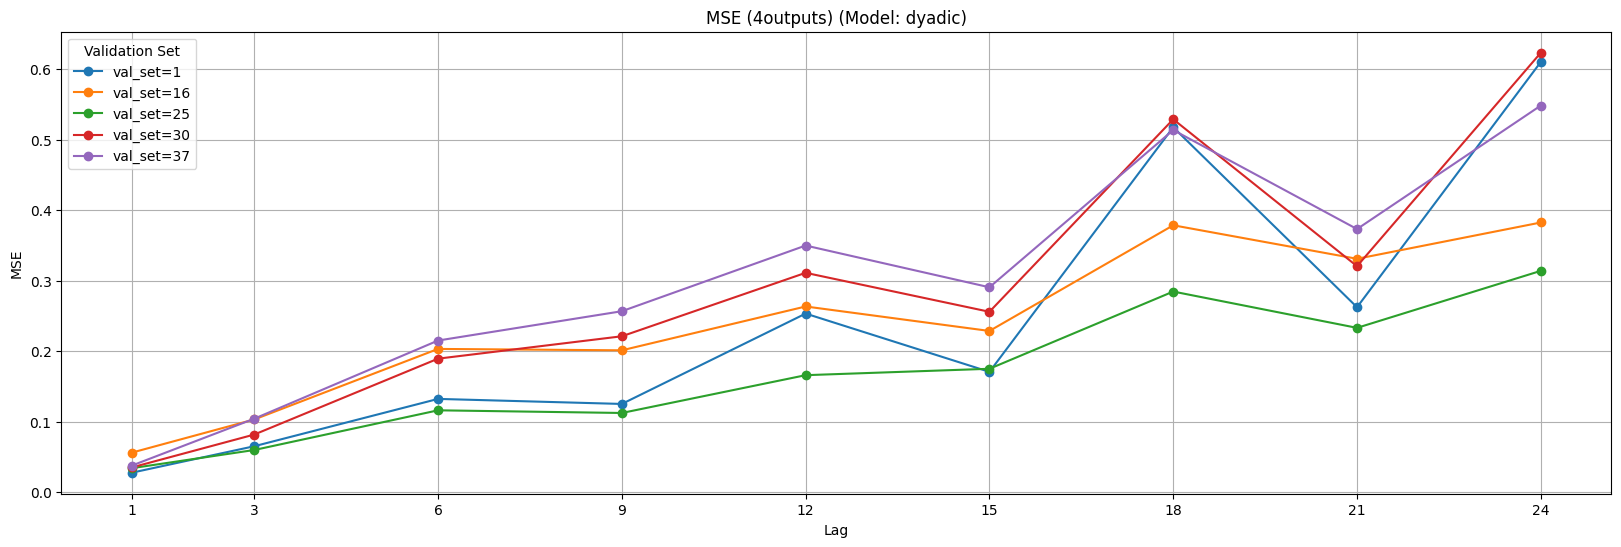 MSE (4outputs) (Model: dyadic)
Validation Set
val_set=1
val_set=16
val_set=25
val_set=30
val_set=37
MSE
0.6
0.5
0.4
0.3
0.2
0.1
0.0
1 3 6 9 12 15 18 21 24
Lag